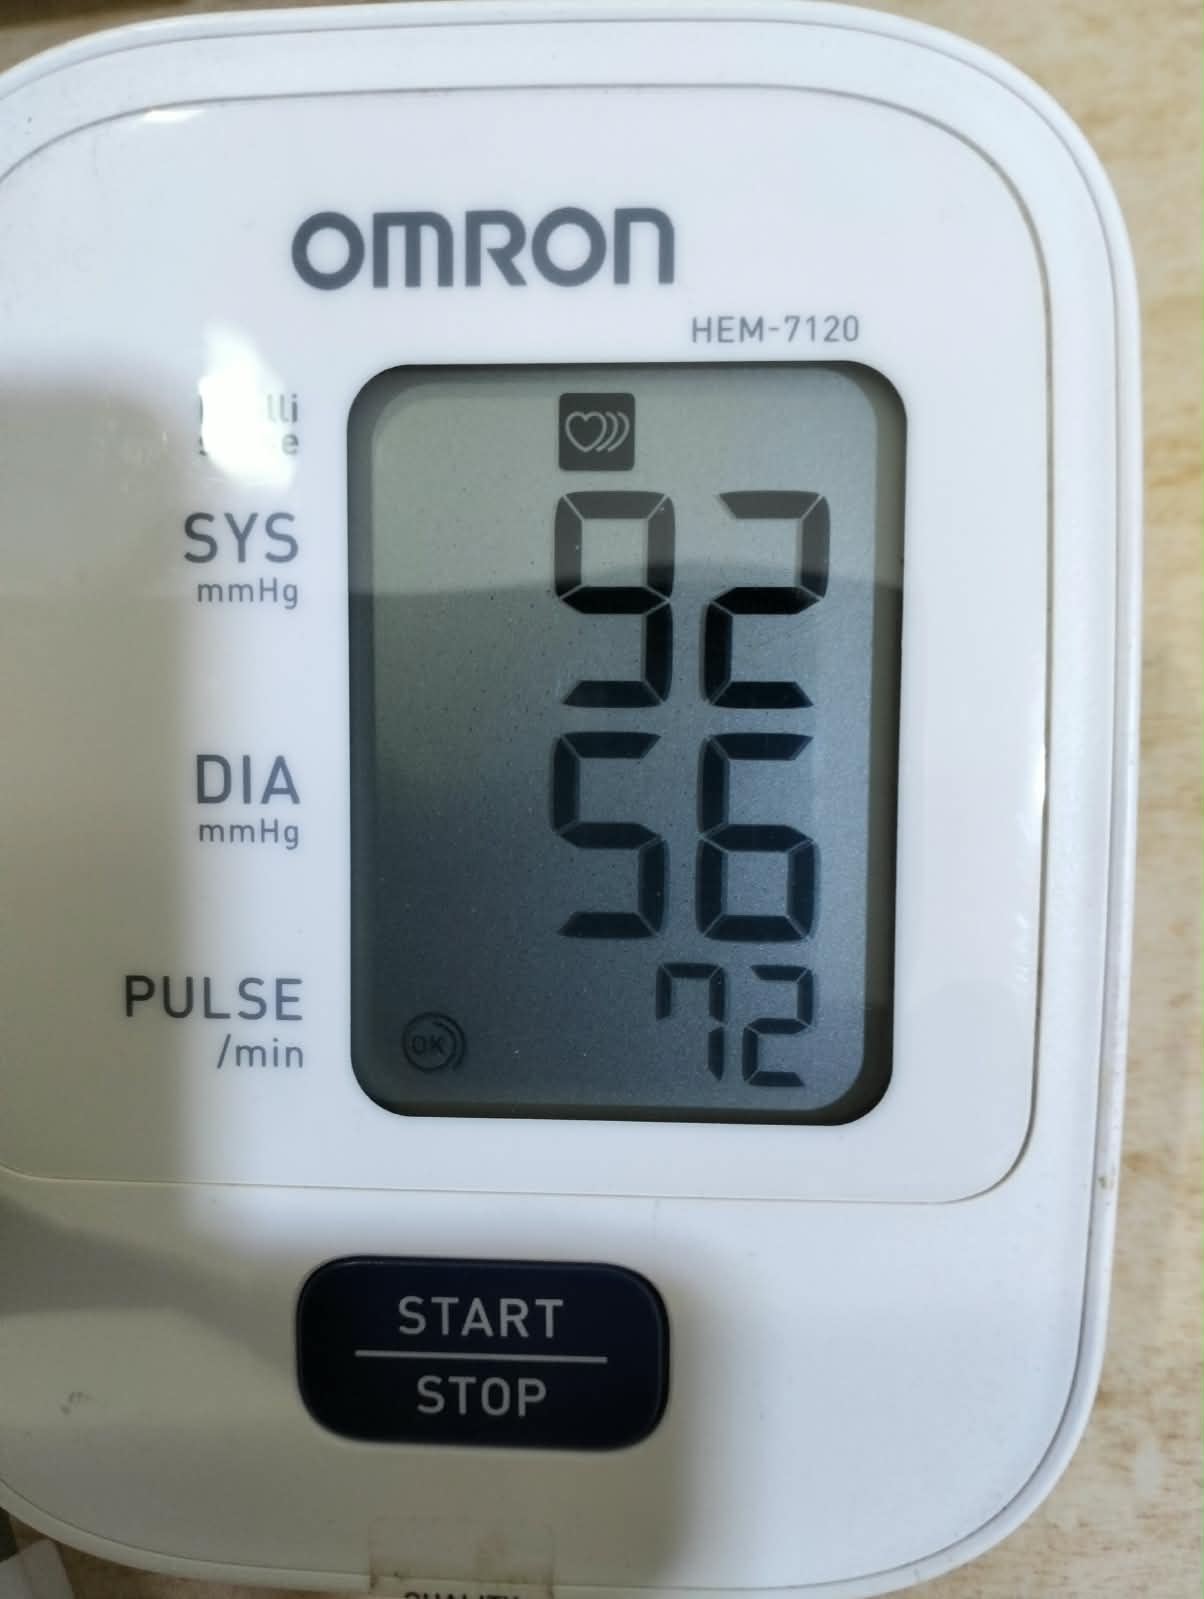 OMRON
HEM-7120
SYS
mmHg
92
DIA
mmHg
56
PULSE
/min
72
OK
START
STOP